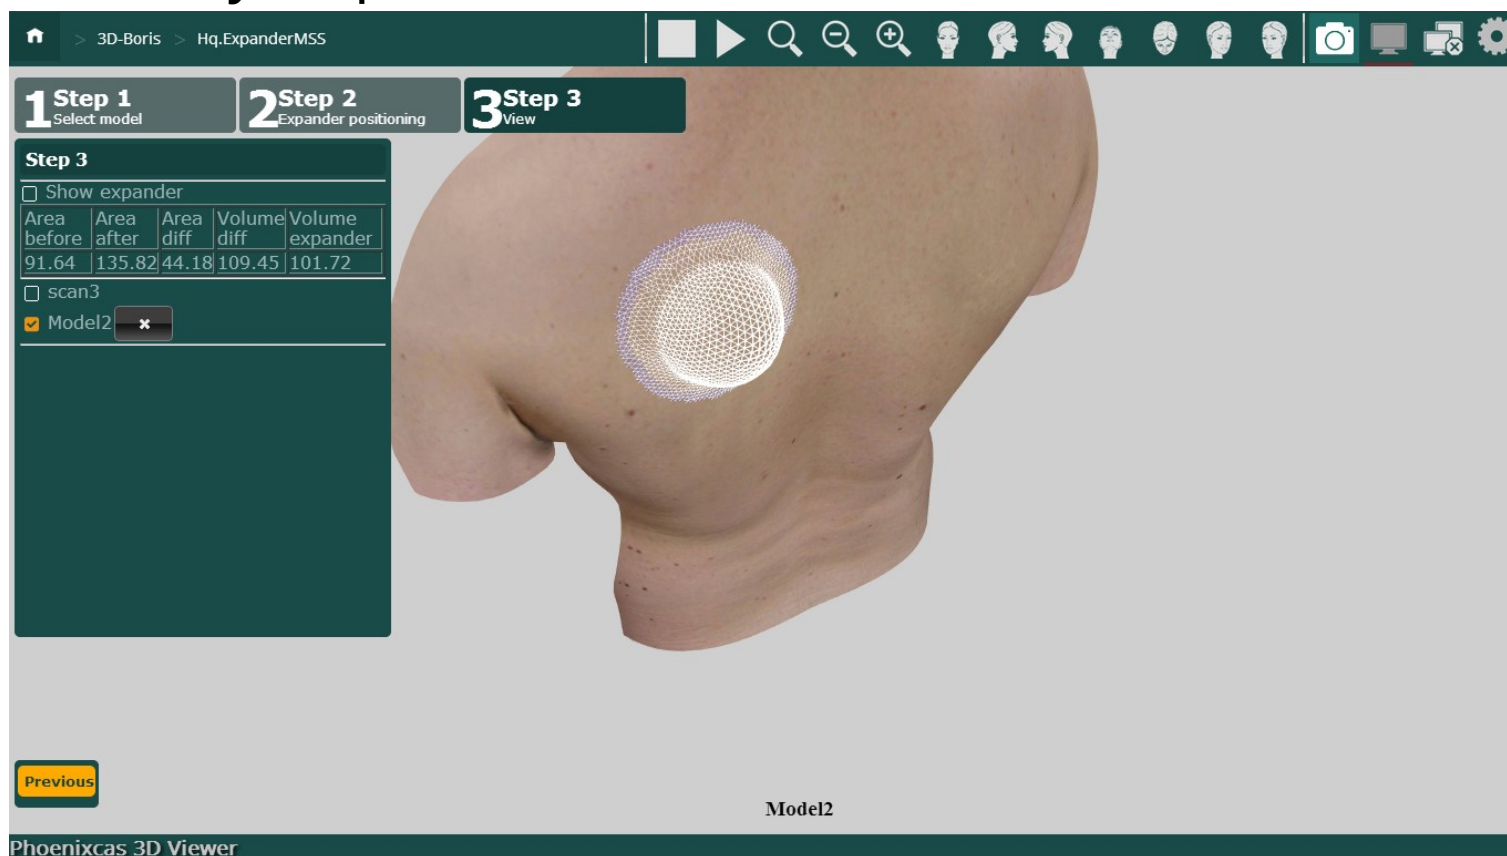 > 3D-Boris > Hq.ExpanderMSS
1 Step 1
Select model
2 Step 2
Expander positioning
3 Step 3
View
Step 3
Show expander
Area before Area after Area diff Volume diff Volume expander
91.64 135.82 44.18 109.45 101.72
scan3
Model2
Previous
Model2
Phoenixcas 3D Viewer